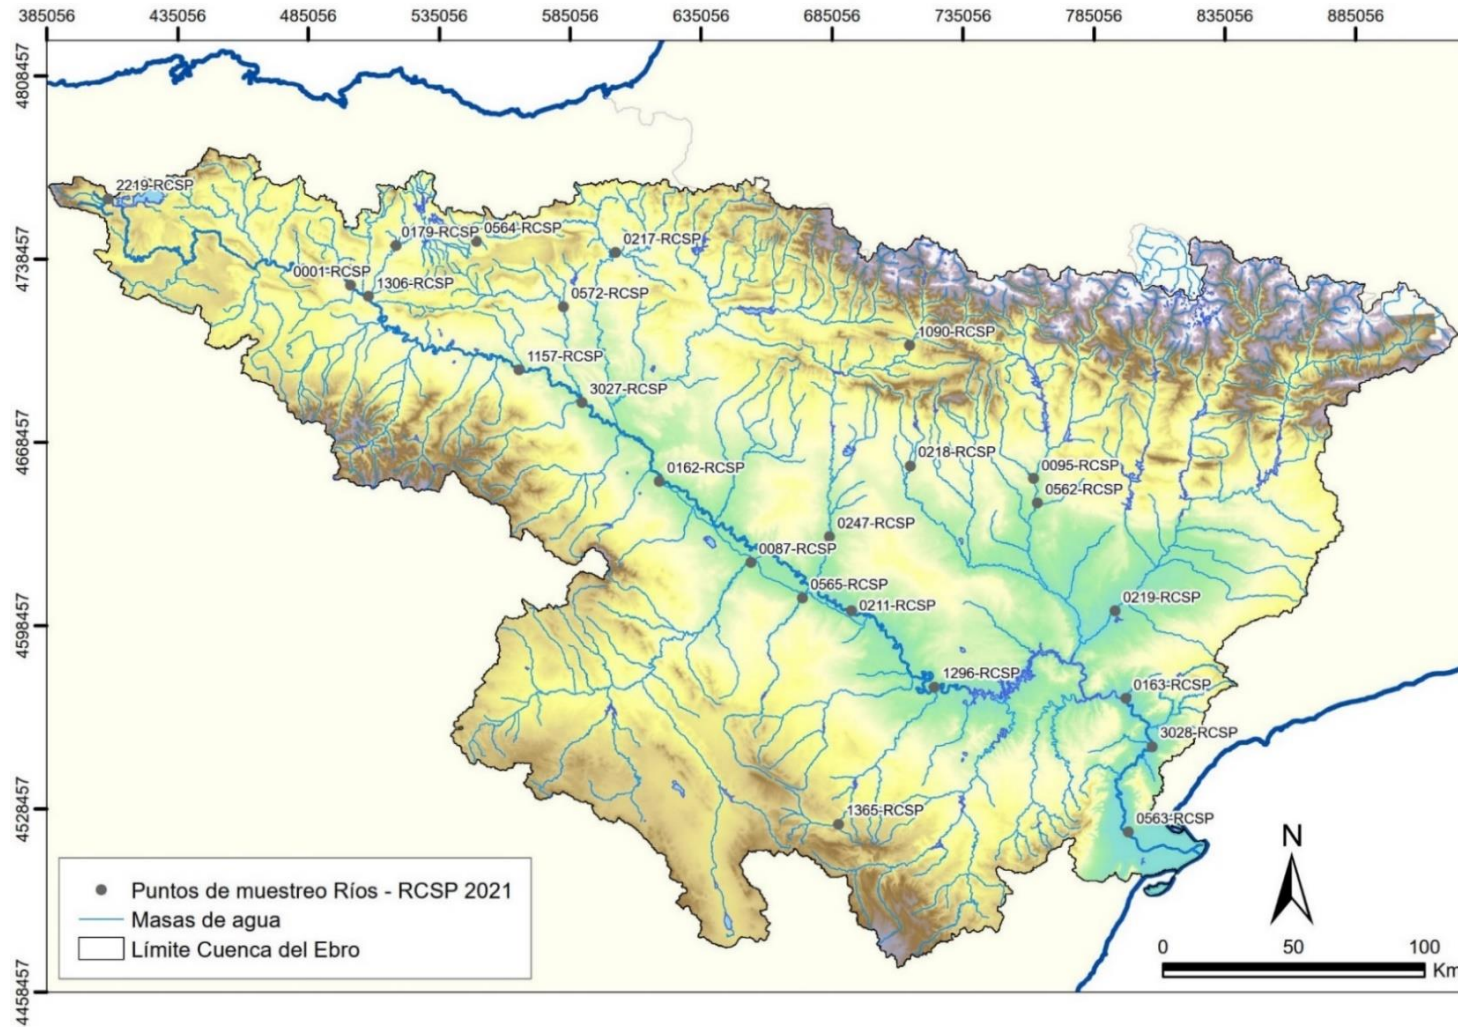 385056 435056 485056 535056 585056 635056 685056 735056 785056 835056 885056
4808457
2219-RCSP
0179-RCSP
0564-RCSP
0217-RCSP
4738457
0001-RCSP
1306-RCSP
0572-RCSP
1090-RCSP
1157-RCSP
3027-RCSP
4668457
0218-RCSP
0162-RCSP
0095-RCSP
0562-RCSP
0247-RCSP
0087-RCSP
0565-RCSP
0211-RCSP
0219-RCSP
4598457
1296-RCSP
0163-RCSP
3028-RCSP
4528457
1365-RCSP
0563-RCSP
N
Puntos de muestreo Ríos - RCSP 2021
Masas de agua
Límite Cuenca del Ebro
0 50 100
Km
4458457